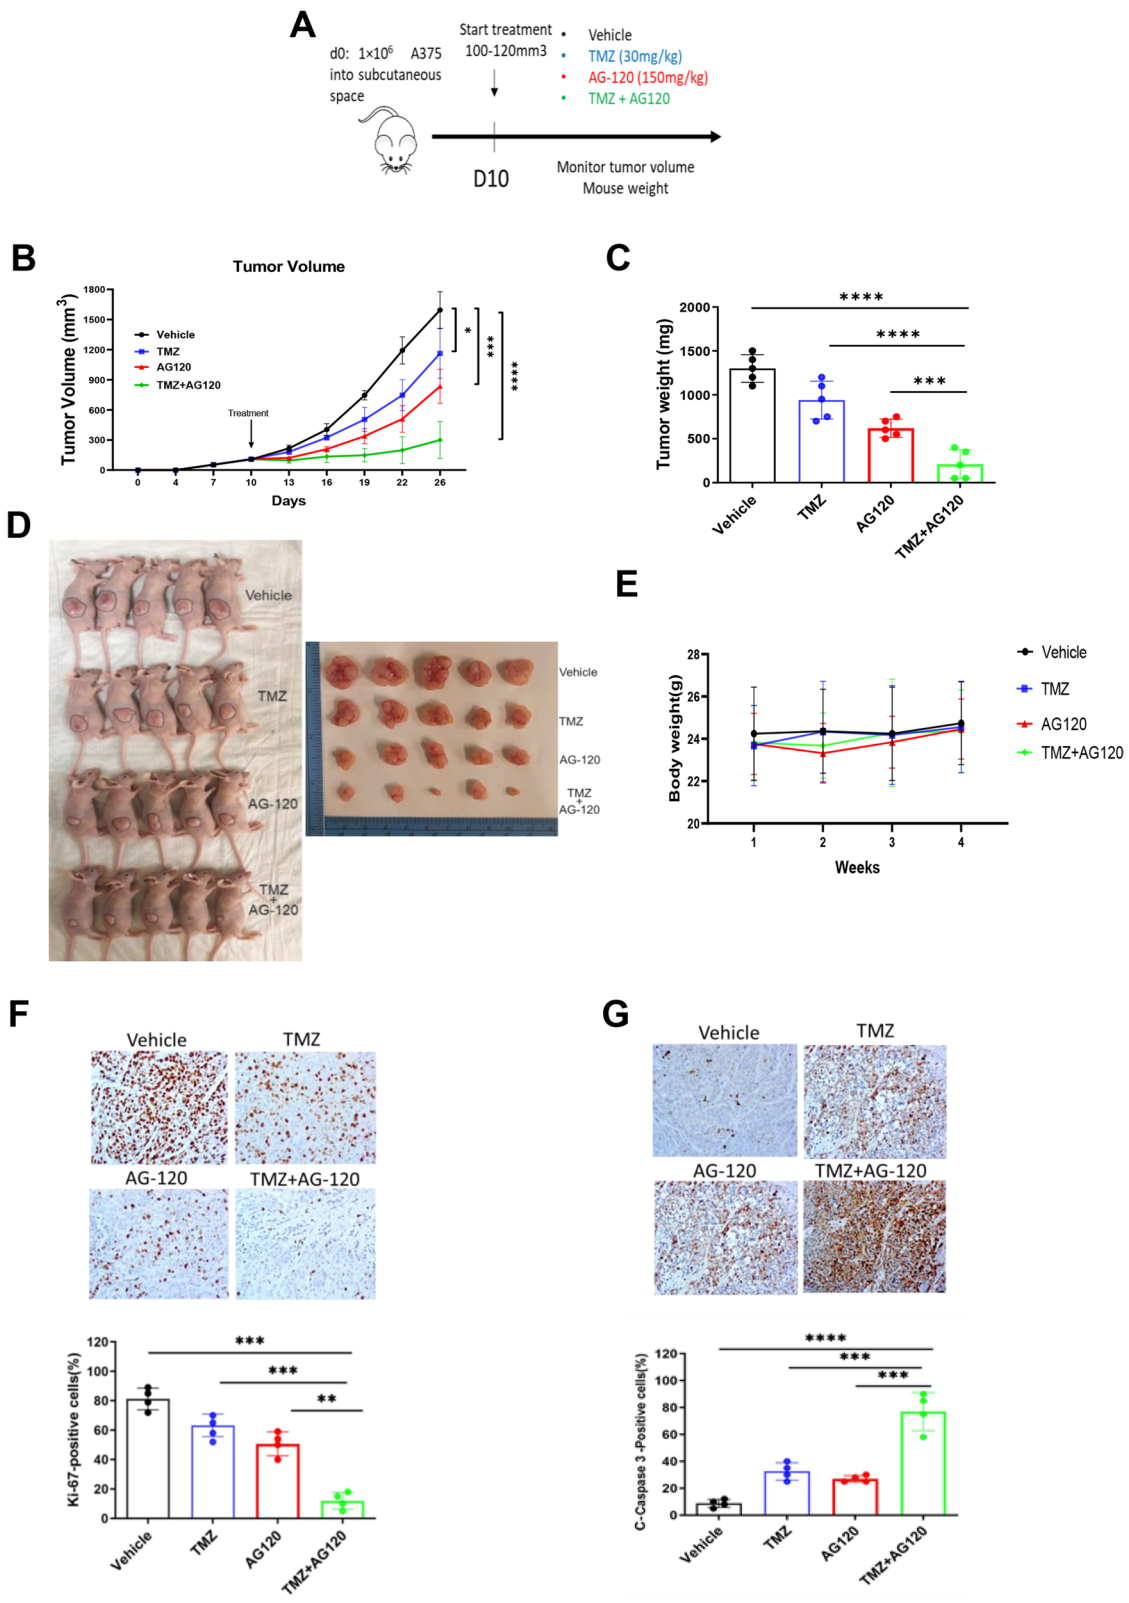 A
d0: 1×10⁶ A375
into subcutaneous
space
Start treatment
100-120mm3
• Vehicle
• TMZ (30mg/kg)
• AG-120 (150mg/kg)
• TMZ + AG120
D10
Monitor tumor volume
Mouse weight
B
Tumor Volume
Tumor Volume (mm³)
1800
1500
1200
900
600
300
0
Vehicle
TMZ
AG120
TMZ+AG120
Treatment
*
***
****
0 4 7 10 13 16 19 22 26
Days
C
Tumor weight (mg)
2000
1500
1000
500
0
****
****
***
Vehicle
TMZ
AG120
TMZ+AG120
D
Vehicle
TMZ
AG-120
TMZ
+
AG-120
Vehicle
TMZ
AG-120
TMZ
+
AG-120
E
Body weight(g)
28
26
24
22
20
1 2 3 4
Weeks
Vehicle
TMZ
AG120
TMZ+AG120
F
Vehicle
TMZ
AG-120
TMZ+AG-120
Ki-67-positive cells(%)
120
100
80
60
40
20
0
***
***
**
Vehicle
TMZ
AG120
TMZ+AG120
G
Vehicle
TMZ
AG-120
TMZ+AG-120
C-Caspase 3 -Positive cells(%)
120
100
80
60
40
20
0
****
***
***
Vehicle
TMZ
AG120
TMZ+AG120